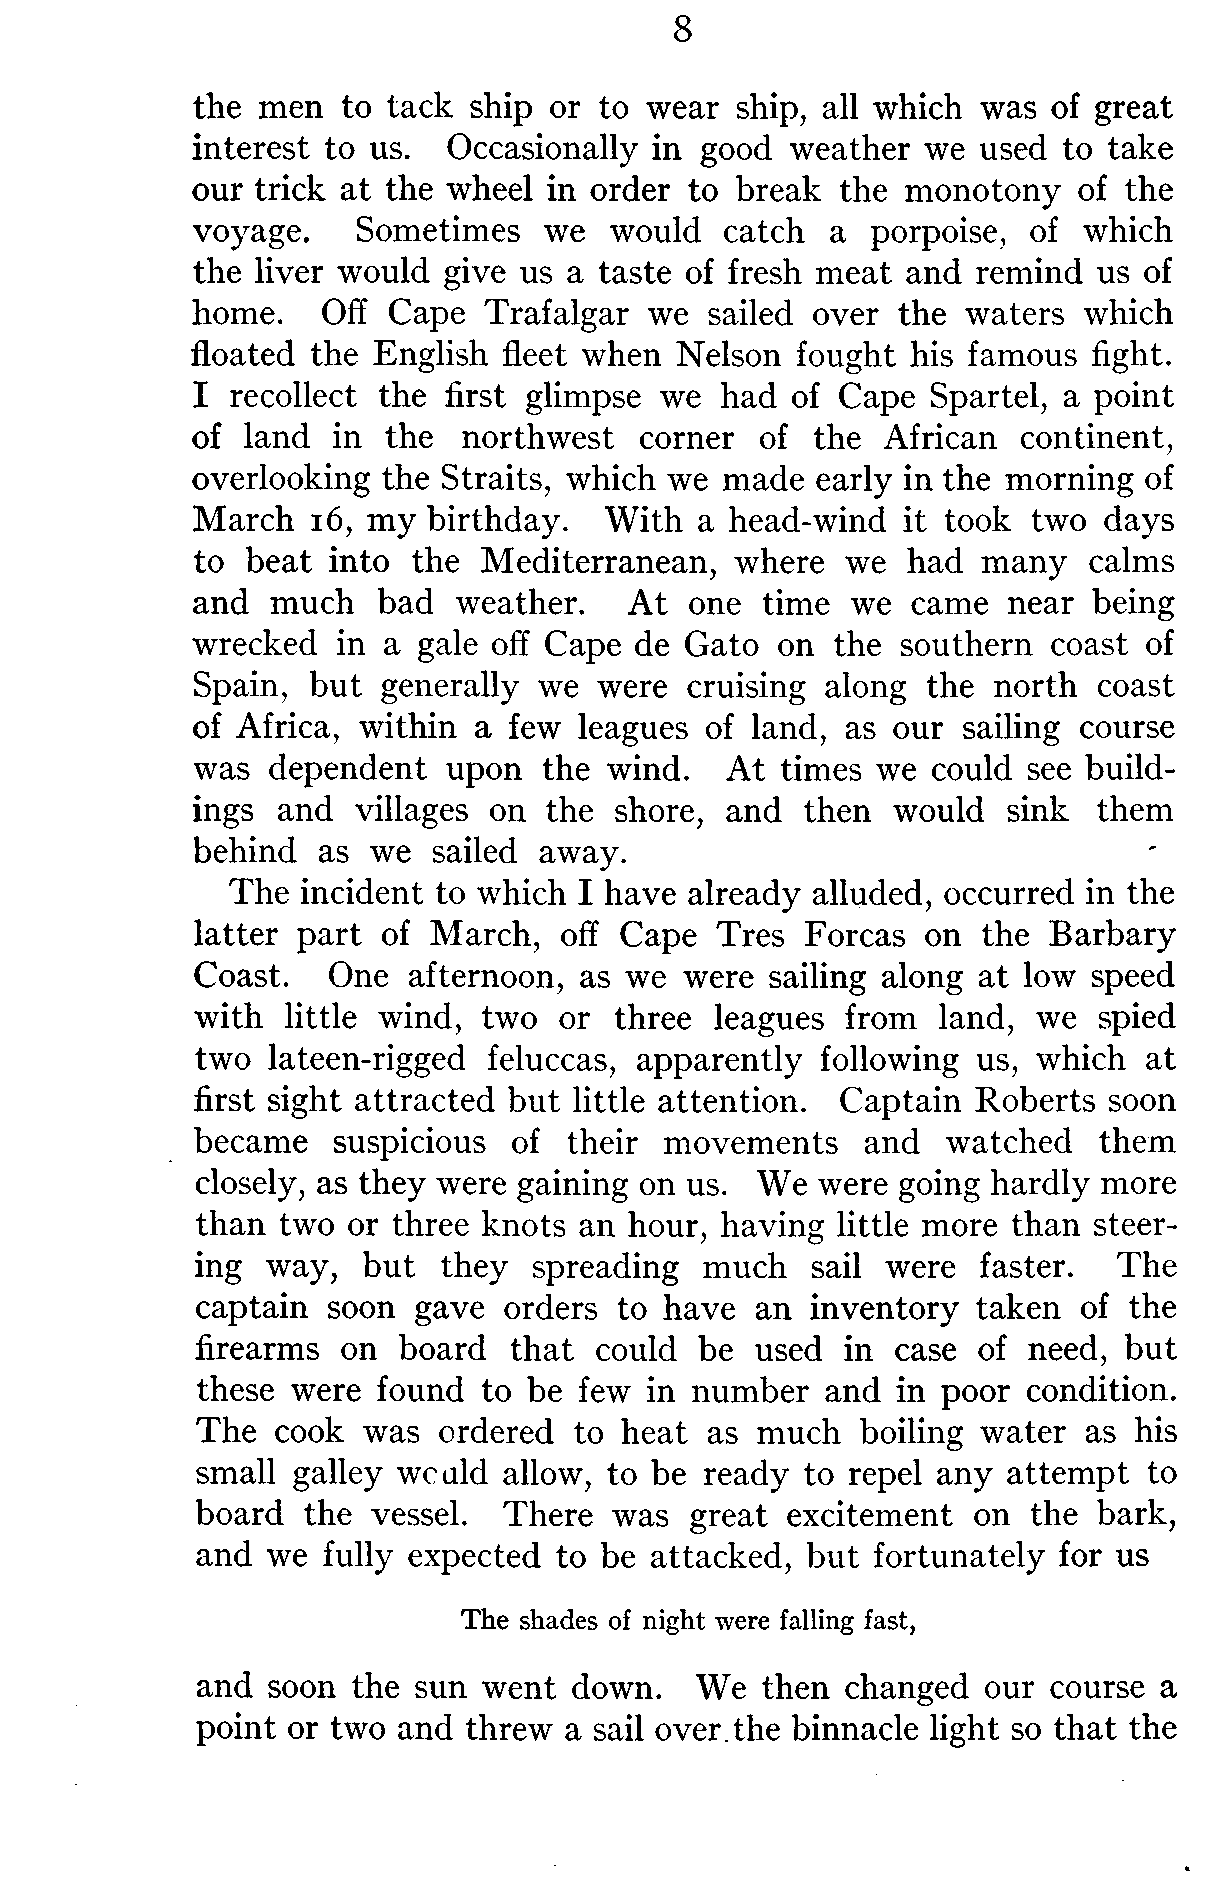 8
the men to tack ship or to wear ship, all which was of great
interest to us. Occasionally in good weather we used to take
our trick at the wheel in order to break the monotony of the
voyage. Sometimes we would catch a porpoise, of which
the liver would give us a taste of fresh meat and remind us of
home. Off Cape Trafalgar we sailed over the waters which
floated the English fleet when Nelson fought his famous fight.
I recollect the first glimpse we had of Cape Spartel, a point
of land in the northwest corner of the African continent,
overlooking the Straits, which we made early in the morning of
March 16, my birthday. With a head-wind it took two days
to beat into the Mediterranean, where we had many calms
and much bad weather. At one time we came near being
wrecked in a gale off Cape de Gato on the southern coast of
Spain, but generally we were cruising along the north coast
of Africa, within a few leagues of land, as our sailing course
was dependent upon the wind. At times we could see build-
ings and villages on the shore, and then would sink them
behind as we sailed away.
The incident to which I have already alluded, occurred in the
latter part of March, off Cape Tres Forcas on the Barbary
Coast. One afternoon, as we were sailing along at low speed
with little wind, two or three leagues from land, we spied
two lateen-rigged feluccas, apparently following us, which at
first sight attracted but little attention. Captain Roberts soon
became suspicious of their movements and watched them
closely, as they were gaining on us. We were going hardly more
than two or three knots an hour, having little more than steer-
ing way, but they spreading much sail were faster. The
captain soon gave orders to have an inventory taken of the
firearms on board that could be used in case of need, but
these were found to be few in number and in poor condition.
The cook was ordered to heat as much boiling water as his
small galley would allow, to be ready to repel any attempt to
board the vessel. There was great excitement on the bark,
and we fully expected to be attacked, but fortunately for us
The shades of night were falling fast,
and soon the sun went down. We then changed our course a
point or two and threw a sail over the binnacle light so that the